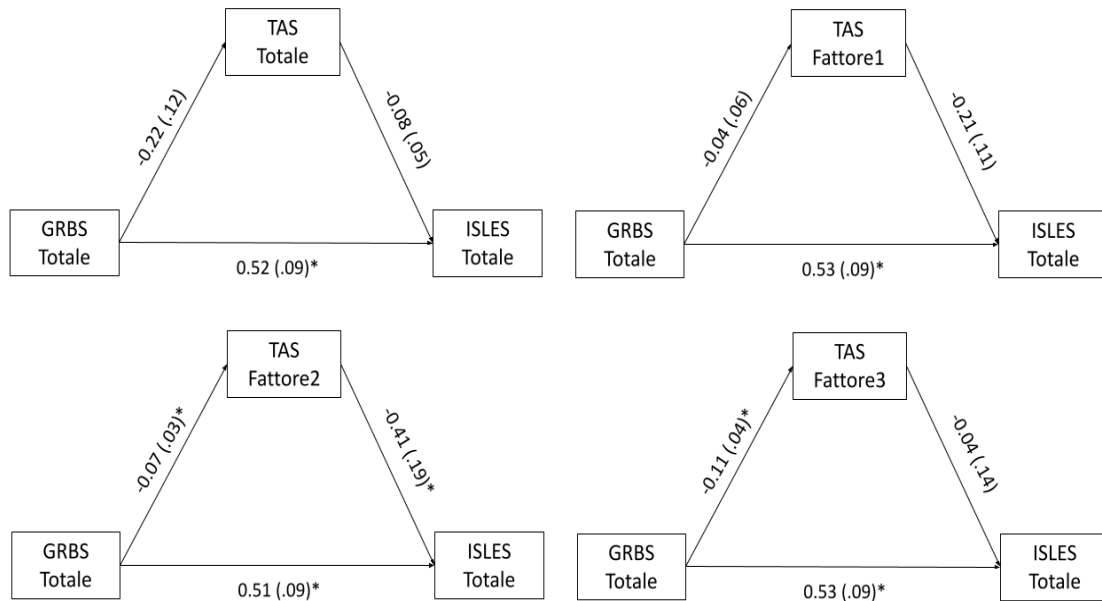 TAS
Totale
-0.22 (.12)
-0.08 (.05)
GRBS
Totale
ISLES
Totale
0.52 (.09)*
TAS
Fattore1
-0.04 (.06)
-0.21 (.11)
GRBS
Totale
ISLES
Totale
0.53 (.09)*
TAS
Fattore2
-0.07 (.03)*
-0.41 (.19)*
GRBS
Totale
ISLES
Totale
0.51 (.09)*
TAS
Fattore3
-0.11 (.04)*
-0.04 (.14)
GRBS
Totale
ISLES
Totale
0.53 (.09)*